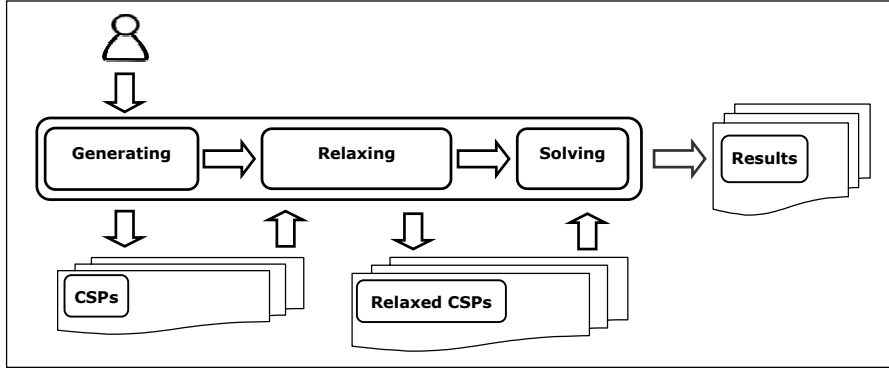 Generating
Relaxing
Solving
Results
CSPs
Relaxed CSPs